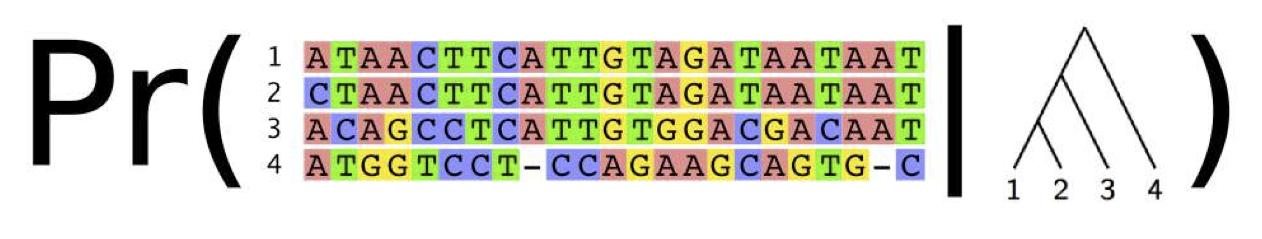 Pr(
1 ATAACTTCATTGTAGATAATAAT
2 CTAACTTCATTGTAGATAATAAT
3 ACAGCCTCATTGTGGACGACAAT
4 ATGGTCCT-CCAGAAGCAGTG-C
|
1 2 3 4
)